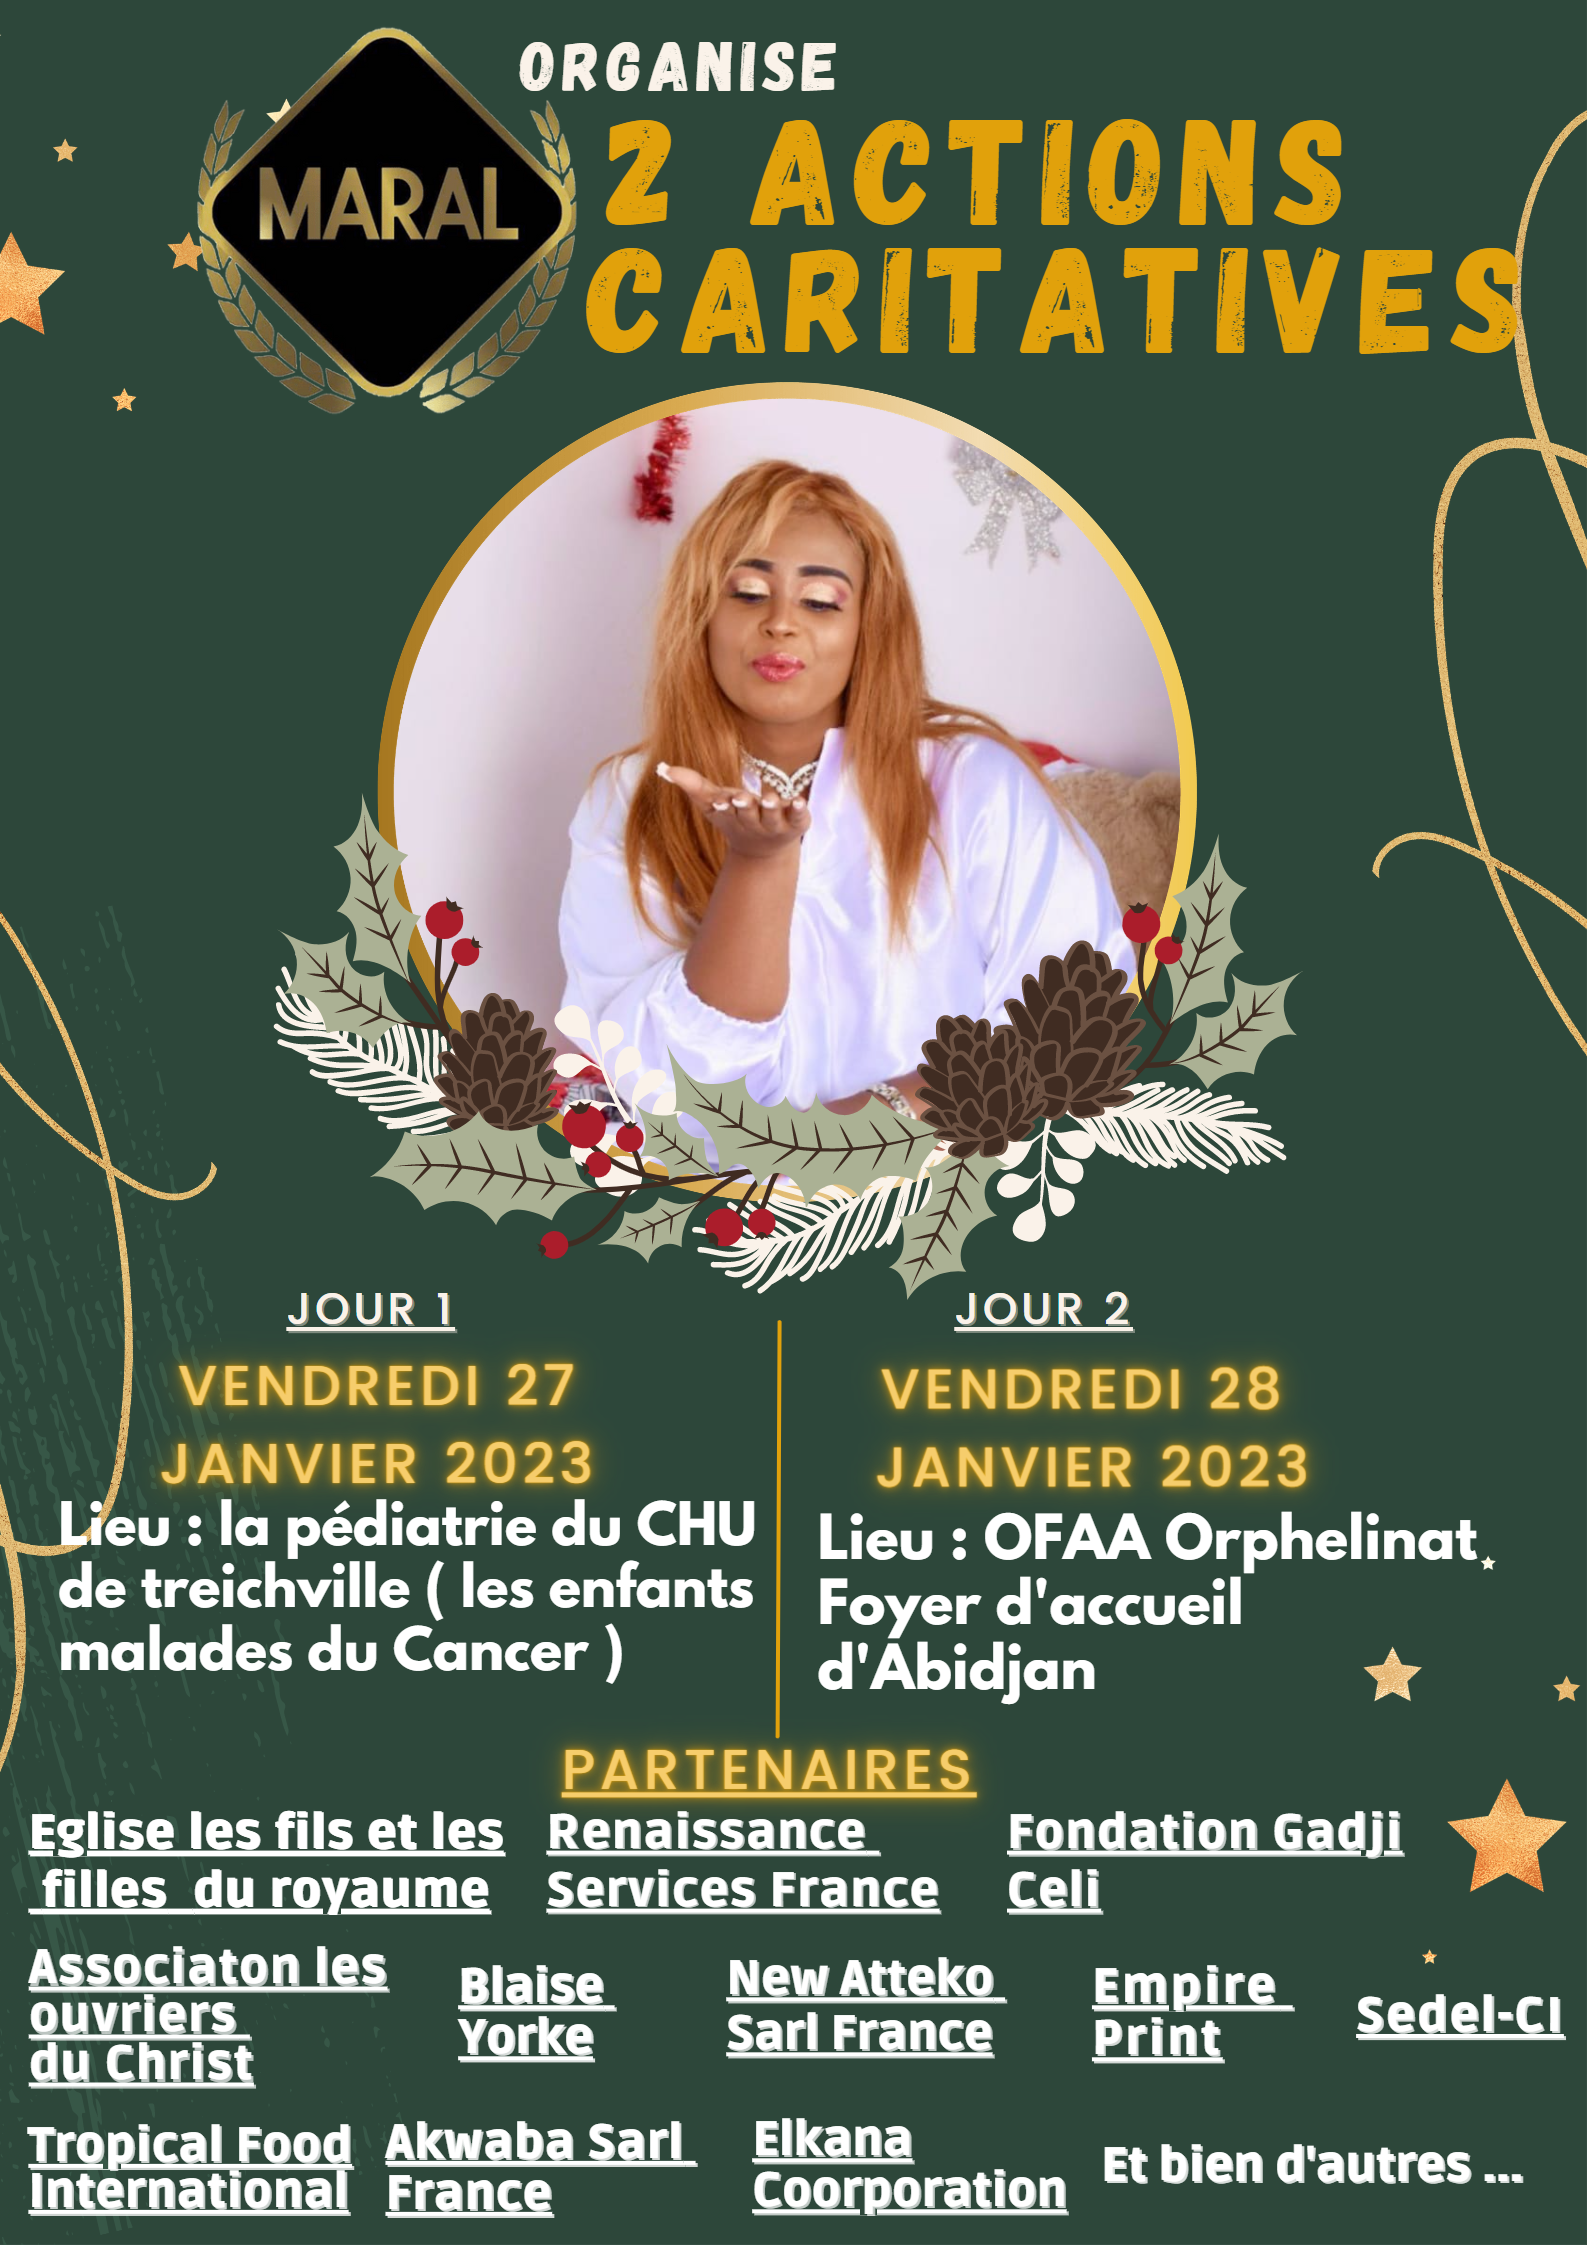 MARAL
ORGANISE
2 ACTIONS
CARITATIVES
JOUR 1
VENDREDI 27
JANVIER 2023
Lieu : la pédiatrie du CHU
de treichville ( les enfants
malades du Cancer )
JOUR 2
VENDREDI 28
JANVIER 2023
Lieu : OFAA Orphelinat
Foyer d'accueil
d'Abidjan
PARTENAIRES
Eglise les fils et les
filles du royaume
Renaissance
Services France
Fondation Gadji
Celi
Associaton les
ouvriers
du Christ
Blaise
Yorke
New Atteko
Sarl France
Empire
Print
Sedel-CI
Tropical Food
International
Akwaba Sarl
France
Elkana
Coorporation
Et bien d'autres ...